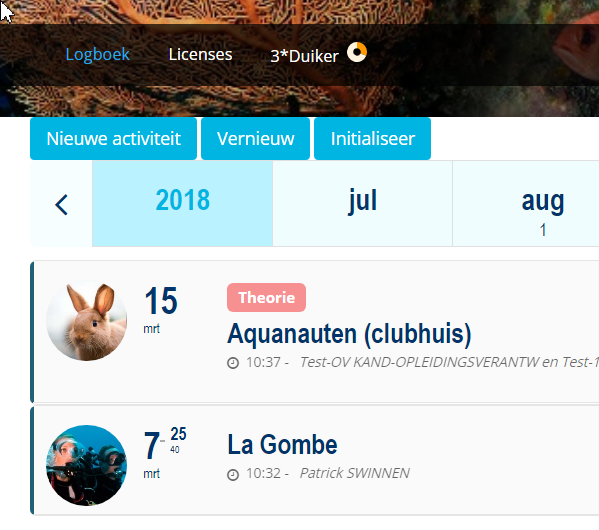 Logboek Licenses 3*Duiker
Nieuwe activiteit Vernieuw Initialiseer
2018 jul aug
1
Theorie
15
mrt
Aquanauten (clubhuis)
10:37 - Test-OV KAND-OPLEIDINGSVERANTW en Test-1
7- 25
40
mrt
La Gombe
10:32 - Patrick SWINNEN